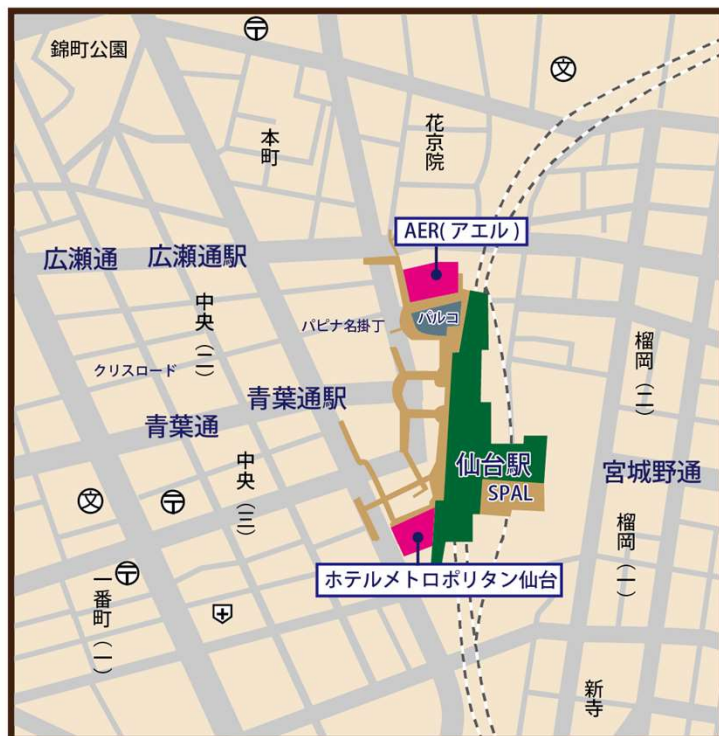 錦町公園
〒
文
本町
花京院
AER(アエル)
広瀬通
広瀬通駅
パルコ
パピナ名掛丁
中央(二)
クリスロード
榴岡(二)
青葉通駅
青葉通
仙台駅
SPAL
宮城野通
中央(三)
文
〒
榴岡(一)
〒
ホテルメトロポリタン仙台
一番町(一)
新寺